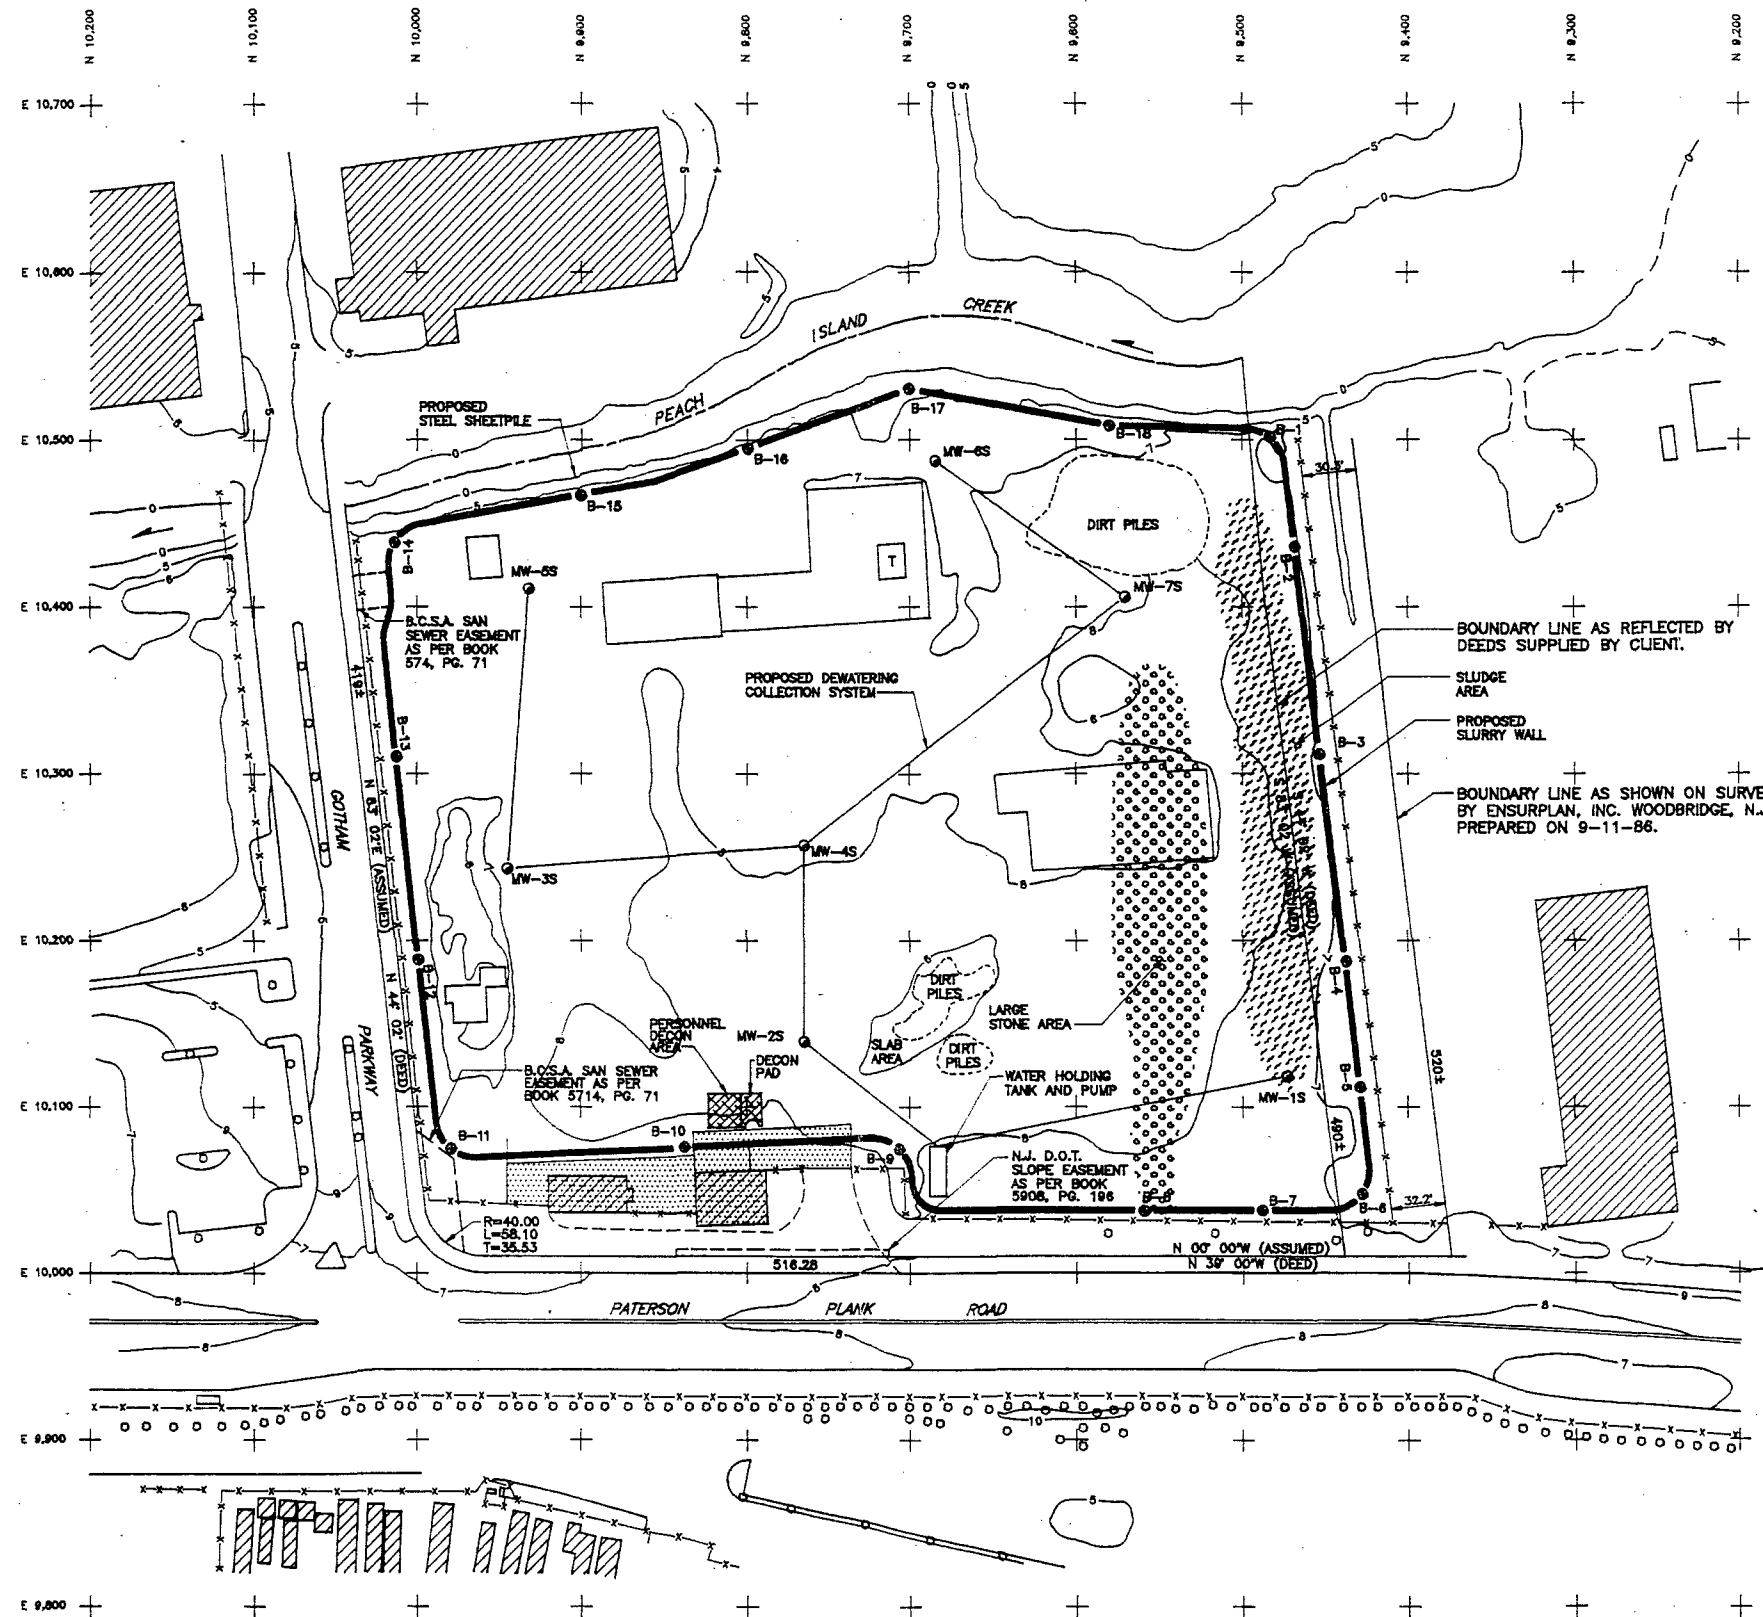 N 10,200
N 10,100
N 10,000
N 9,900
N 9,800
N 9,700
N 9,600
N 9,500
N 9,400
N 9,300
N 9,200
E 10,700
E 10,600
E 10,500
E 10,400
E 10,300
E 10,200
E 10,100
E 10,000
E 9,900
E 9,800
PEACH ISLAND CREEK
PROPOSED
STEEL SHEETPILE
B-17
B-18
B-1
B-16
B-15
B-14
MW-6S
30.3'
DIRT PILES
T
MW-5S
MW-7S
B-2
B.C.S.A. SAN
SEWER EASEMENT
AS PER BOOK
574, PG. 71
419±
BOUNDARY LINE AS REFLECTED BY
DEEDS SUPPLIED BY CLIENT.
PROPOSED DEWATERING
COLLECTION SYSTEM
SLUDGE
AREA
PROPOSED
SLURRY WALL
B-13
B-3
BOUNDARY LINE AS SHOWN ON SURVE
BY ENSURPLAN, INC. WOODBRIDGE, N.J
PREPARED ON 9-11-86.
GOTHAM
PARKWAY
N 83° 02'E (ASSUMED)
N 44° 02' (DEED)
MW-4S
MW-3S
B-12
B-4
DIRT
PILES
LARGE
STONE AREA
PERSONNEL
DECON
AREA
MW-2S
SLAB
AREA
DIRT
PILES
DECON
PAD
B.C.S.A. SAN SEWER
EASEMENT AS PER
BOOK 5714, PG. 71
WATER HOLDING
TANK AND PUMP
MW-1S
B-5
520±
490±
B-11
B-10
B-9
N.J. D.O.T.
SLOPE EASEMENT
AS PER BOOK
5908, PG. 196
B-8
B-7
B-6
32.2'
R=40.00
L=58.10
T=35.53
N 00° 00'W (ASSUMED)
N 39° 00'W (DEED)
516.28
PATERSON PLANK ROAD